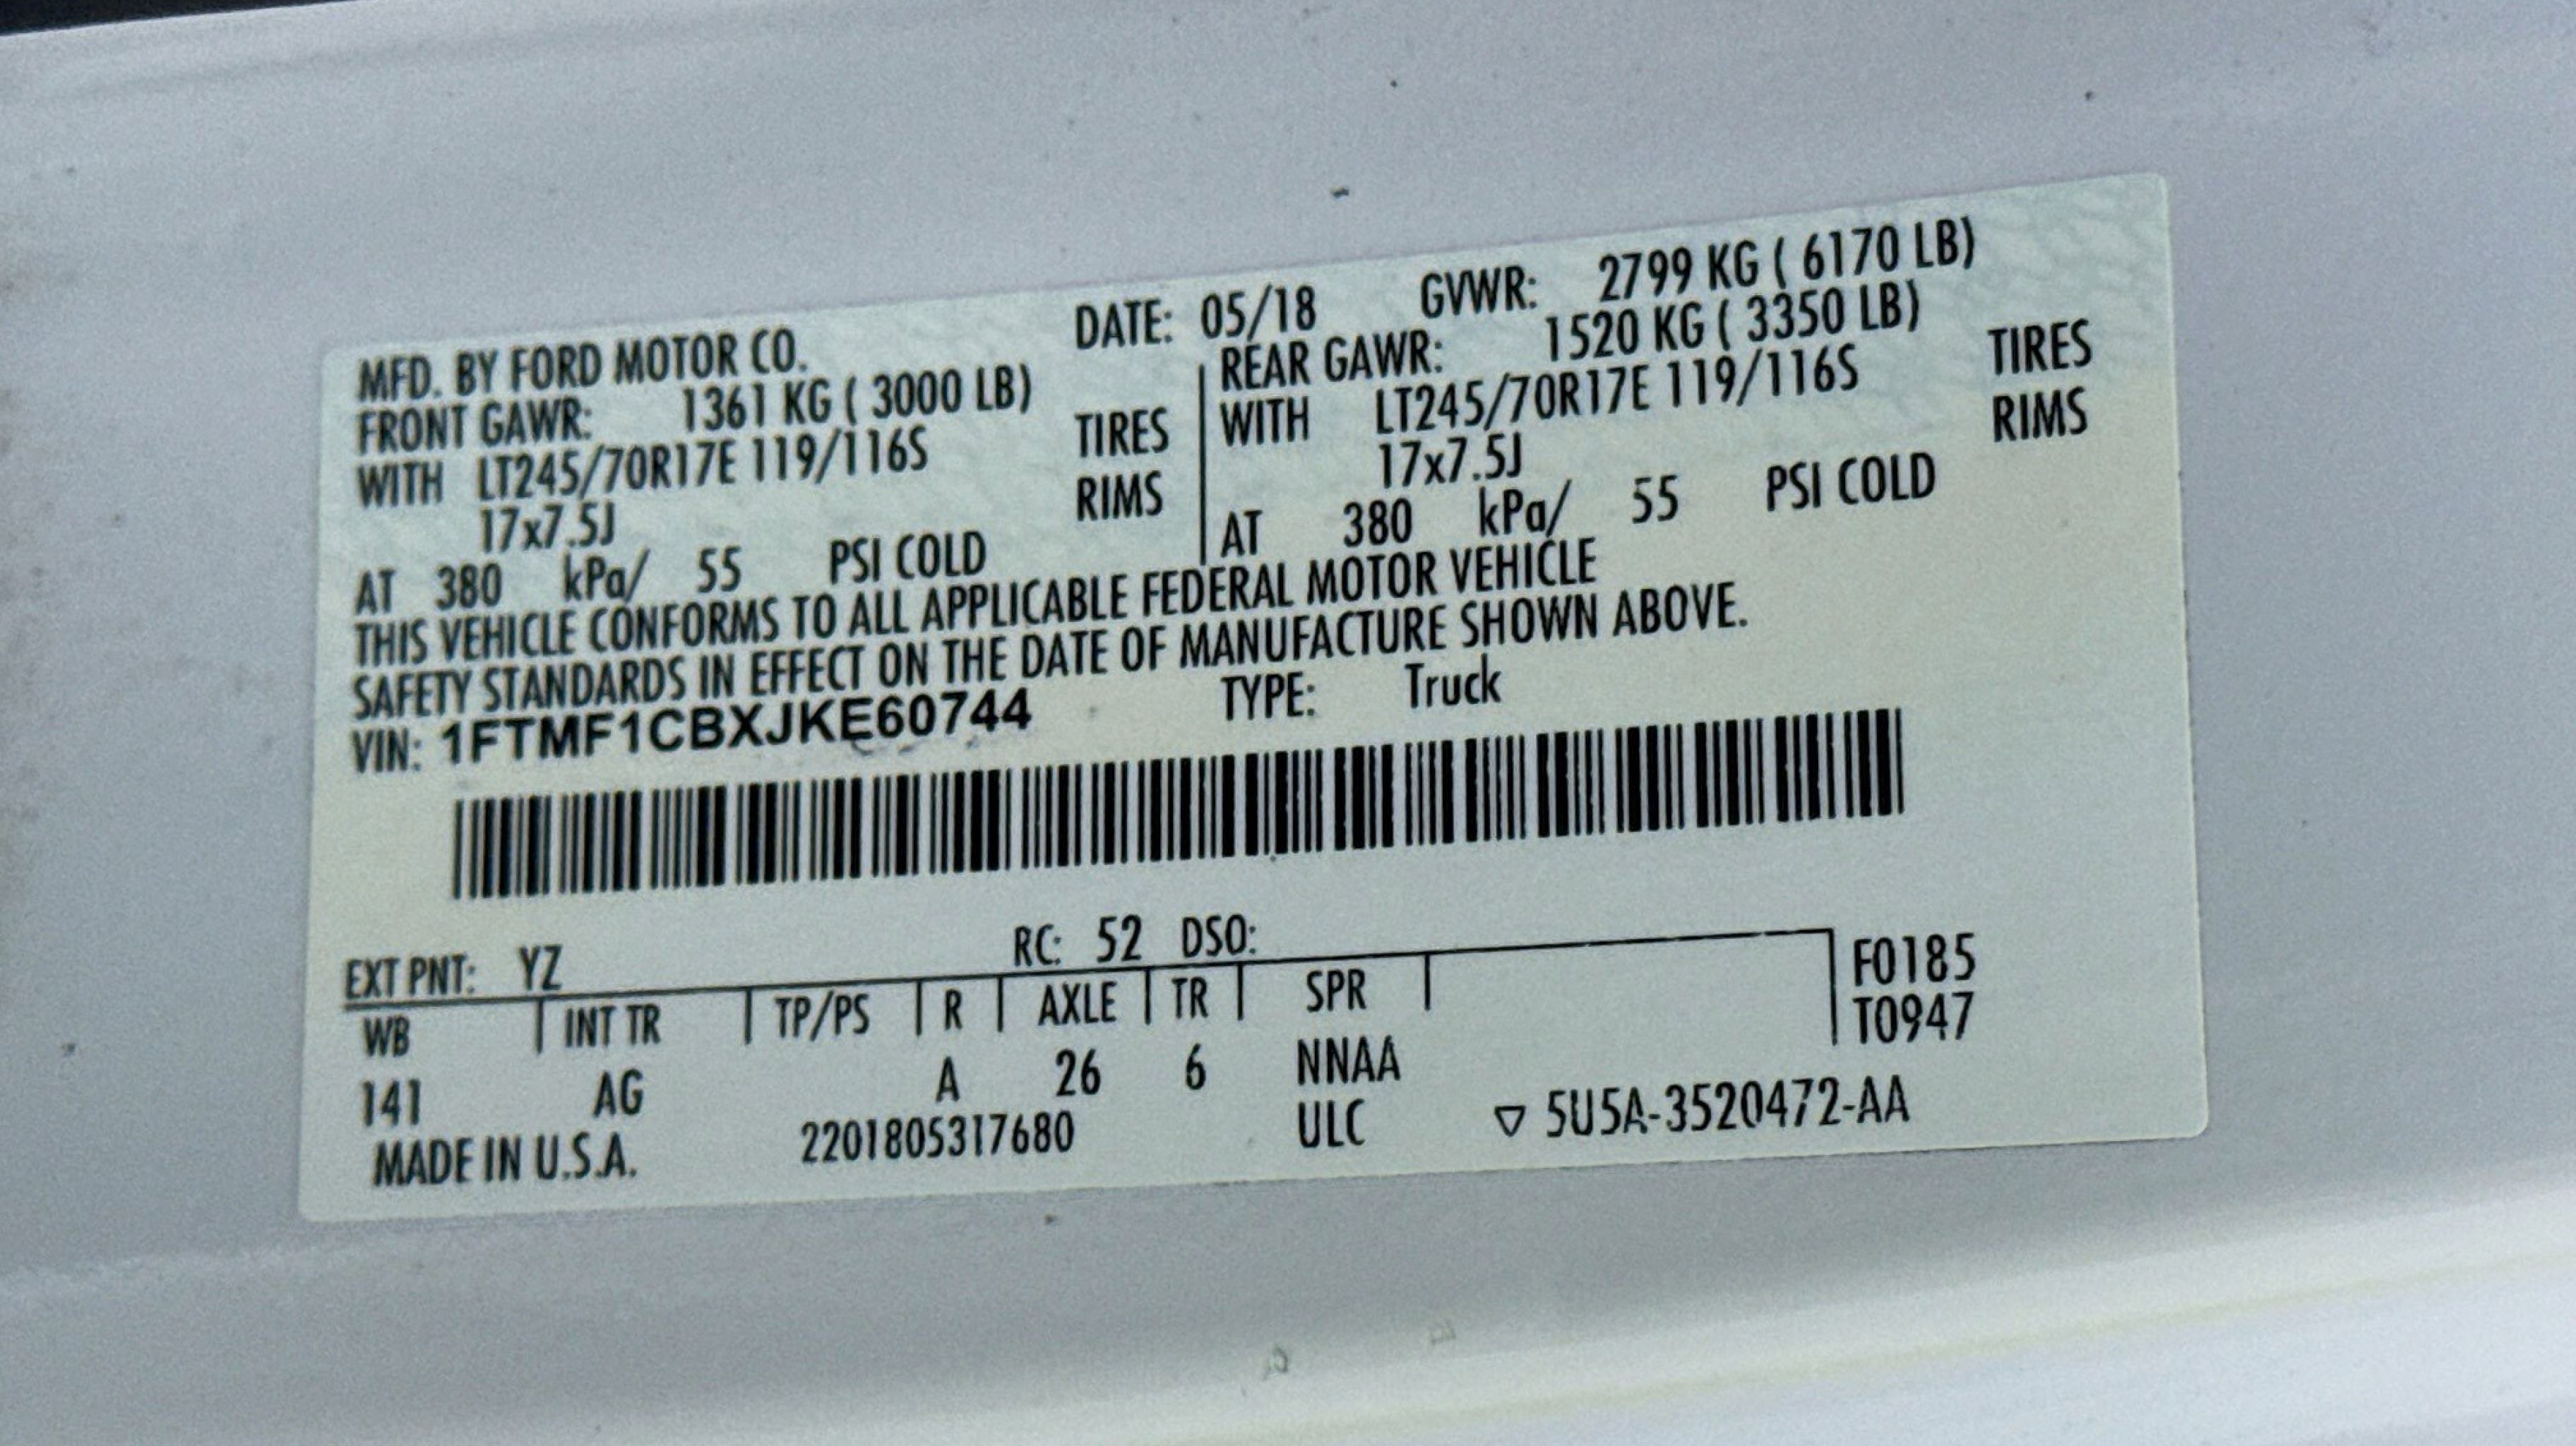 MFD. BY FORD MOTOR CO. DATE: 05/18 GVWR: 2799 KG ( 6170 LB)
FRONT GAWR: 1361 KG ( 3000 LB)
WITH LT245/70R17E 119/116S TIRES
17x7.5J RIMS
AT 380 kPa/ 55 PSI COLD
REAR GAWR: 1520 KG ( 3350 LB)
WITH LT245/70R17E 119/116S TIRES
17x7.5J RIMS
AT 380 kPa/ 55 PSI COLD
THIS VEHICLE CONFORMS TO ALL APPLICABLE FEDERAL MOTOR VEHICLE
SAFETY STANDARDS IN EFFECT ON THE DATE OF MANUFACTURE SHOWN ABOVE.
VIN: 1FTMF1CBXJKE60744 TYPE: Truck
EXT PNT: YZ RC: 52 DSO:
WB INT TR TP/PS R AXLE TR SPR F0185
T0947
141 AG A 26 6 NNAA
MADE IN U.S.A. 2201805317680 ULC ▽ 5U5A-3520472-AA